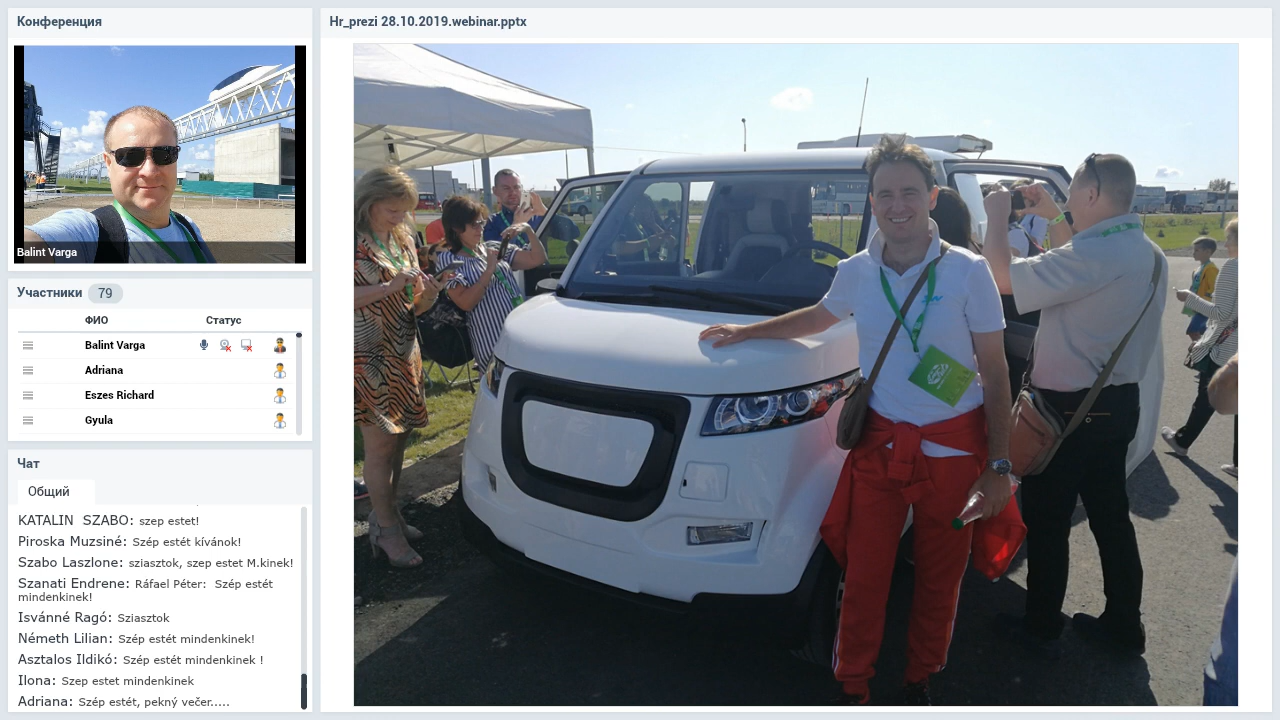 Конференция
Balint Varga
Участники 79
ФИО Статус
Balint Varga
Adriana
Eszes Richard
Gyula
Чат
Общий
KATALIN SZABO: szep estet!
Piroska Muzsiné: Szép estét kívánok!
Szabo Laszlone: sziasztok, szep estet M.kinek!
Szanati Endrene: Ráfael Péter: Szép estét
mindenkinek!
Isvánné Ragó: Sziasztok
Németh Lilian: Szép estét mindenkinek!
Asztalos Ildikó: Szép estét mindenkinek !
Ilona: Szep estet mindenkinek
Adriana: Szép estét, pekný večer.....
Hr_prezi 28.10.2019.webinar.pptx